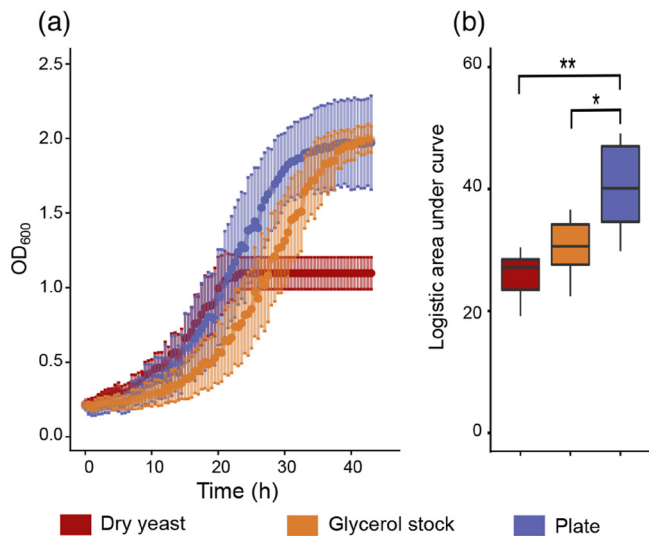 (a)
2.5
2.0
1.5
1.0
0.5
0.0
OD600
0 10 20 30 40
Time (h)
(b)
60
40
20
0
Logistic area under curve
**
*
Dry yeast Glycerol stock Plate